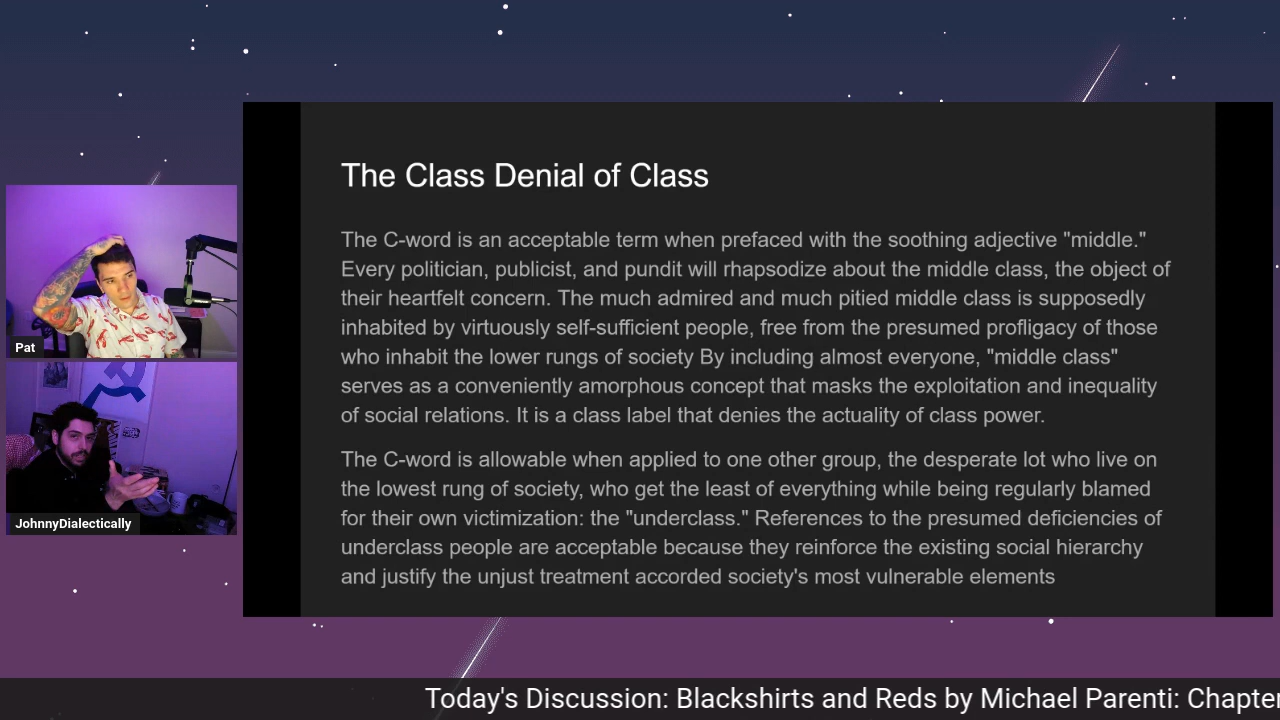 The Class Denial of Class
The C-word is an acceptable term when prefaced with the soothing adjective "middle."
Every politician, publicist, and pundit will rhapsodize about the middle class, the object of
their heartfelt concern. The much admired and much pitied middle class is supposedly
inhabited by virtuously self-sufficient people, free from the presumed profligacy of those
who inhabit the lower rungs of society By including almost everyone, "middle class"
serves as a conveniently amorphous concept that masks the exploitation and inequality
of social relations. It is a class label that denies the actuality of class power.
The C-word is allowable when applied to one other group, the desperate lot who live on
the lowest rung of society, who get the least of everything while being regularly blamed
for their own victimization: the "underclass." References to the presumed deficiencies of
underclass people are acceptable because they reinforce the existing social hierarchy
and justify the unjust treatment accorded society's most vulnerable elements
Pat
JohnnyDialectically
Today's Discussion: Blackshirts and Reds by Michael Parenti: Chapter